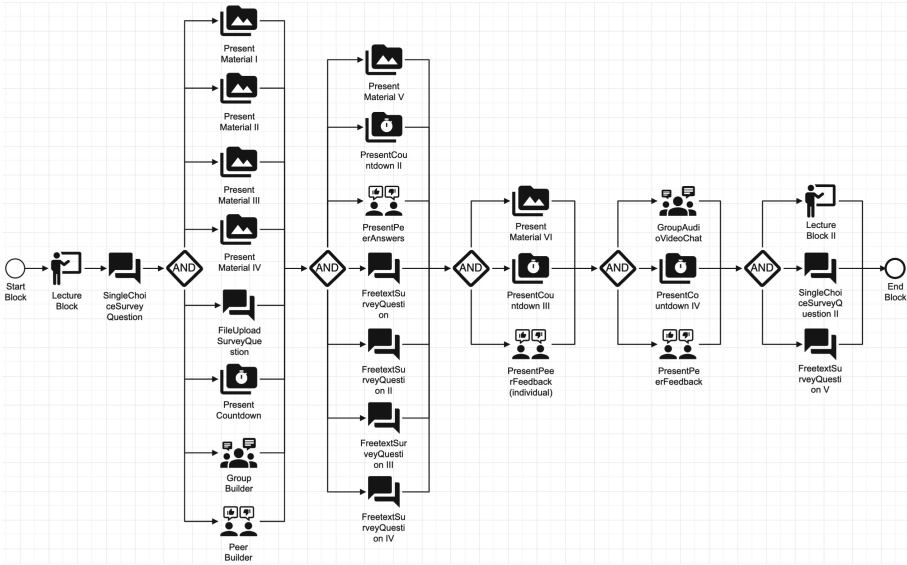 Start
Block
Lecture
Block
SingleChoi
ceSurvey
Question
AND
Present
Material I
Present
Material II
Present
Material III
Present
Material IV
FileUpload
SurveyQue
stion
Present
Countdown
Group
Builder
Peer
Builder
AND
Present
Material V
PresentCou
ntdown II
PresentPe
erAnswers
FreetextSu
rveyQuesti
on
FreetextSu
rveyQuesti
on II
FreetextSur
veyQuesti
on III
FreetextSu
rveyQuesti
on IV
AND
Present
Material VI
PresentCou
ntdown III
PresentPee
rFeedback
(individual)
AND
GroupAudi
oVideoChat
PresentCo
untdown IV
PresentPe
erFeedback
AND
Lecture
Block II
SingleChoi
ceSurveyQ
uestion II
FreetextSu
rveyQuesti
on V
End
Block